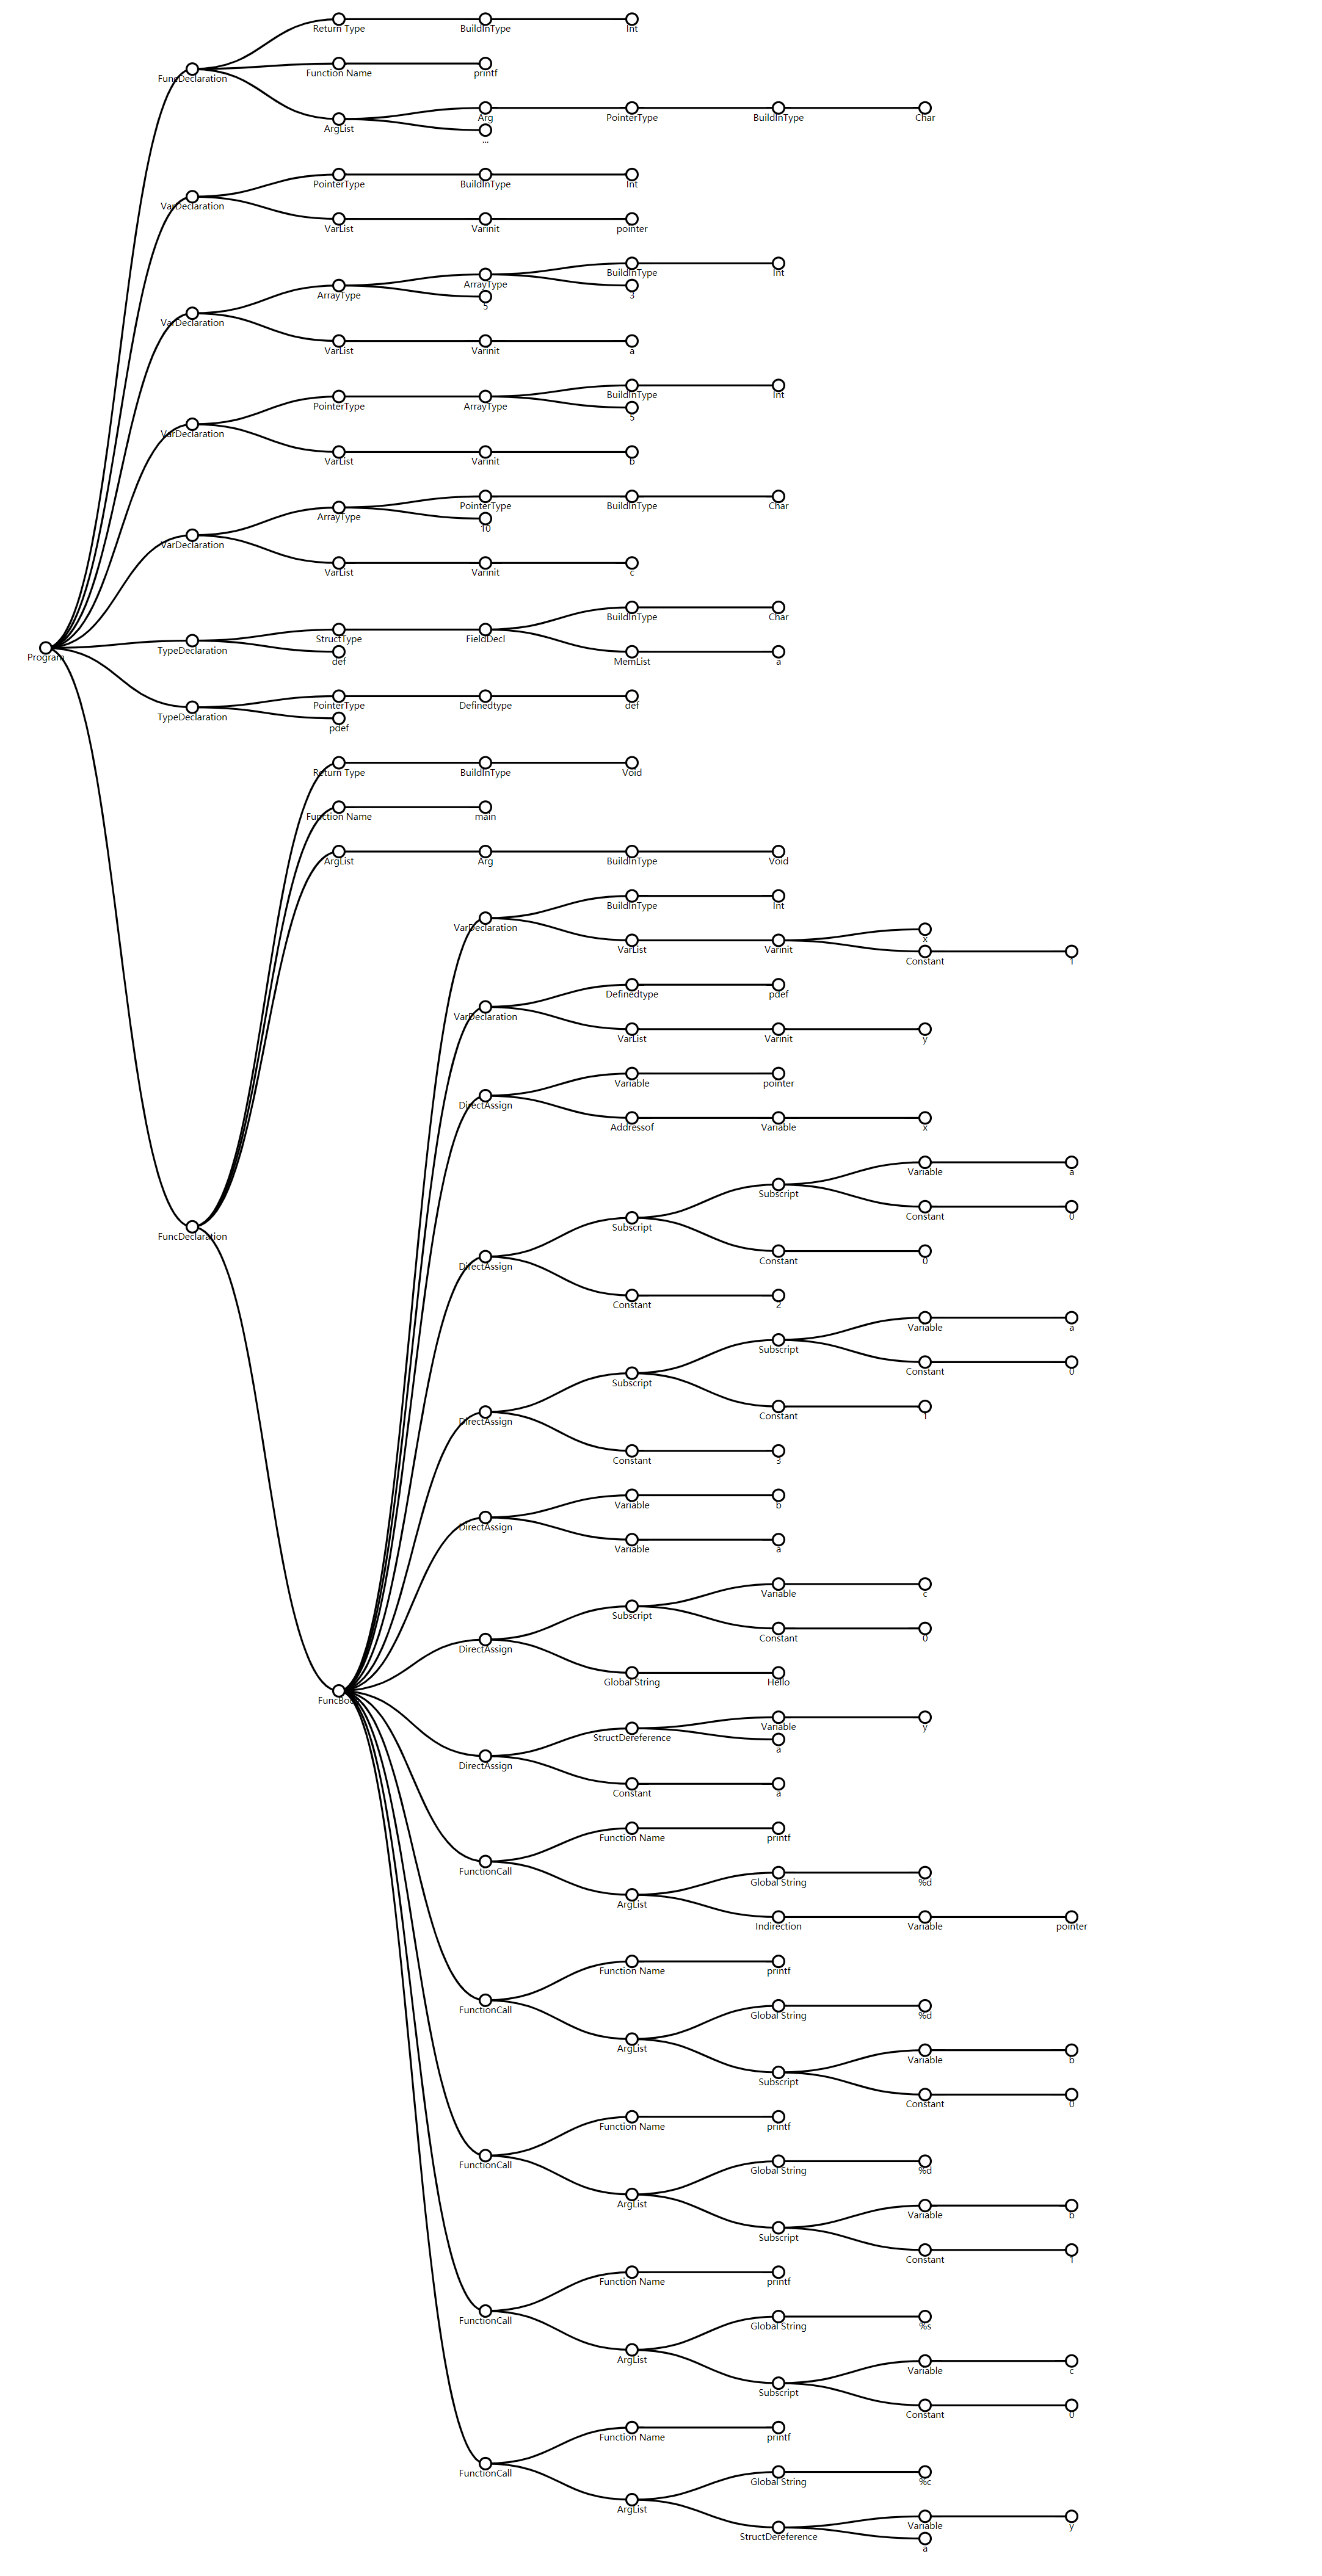 Return Type BuildInType Int
FuncDeclaration Function Name printf
ArgList Arg PointerType BuildInType Char
...
VarDeclaration PointerType BuildInType Int
VarList Varinit pointer
VarDeclaration ArrayType ArrayType BuildInType Int
3
5
VarList Varinit a
VarDeclaration PointerType ArrayType BuildInType Int
5
VarList Varinit b
VarDeclaration ArrayType PointerType BuildInType Char
10
VarList Varinit c
Program
TypeDeclaration StructType FieldDecl BuildInType Char
def MemList a
TypeDeclaration PointerType Definedtype def
pdef
FuncDeclaration
Return Type BuildInType Void
Function Name main
ArgList Arg BuildInType Void
FuncBody
VarDeclaration BuildInType Int
VarList Varinit x
Constant 1
VarDeclaration Definedtype pdef
VarList Varinit y
DirectAssign Variable pointer
Addressof Variable x
DirectAssign Subscript Subscript Variable a
Constant 0
Constant 0
Constant 2
DirectAssign Subscript Subscript Variable a
Constant 0
Constant 1
Constant 3
DirectAssign Variable b
Variable a
DirectAssign Subscript Variable c
Constant 0
Global String Hello
DirectAssign StructDereference Variable y
a
Constant a
FunctionCall Function Name printf
ArgList Global String %d
Indirection Variable pointer
FunctionCall Function Name printf
ArgList Global String %d
Subscript Variable b
Constant 0
FunctionCall Function Name printf
ArgList Global String %d
Subscript Variable b
Constant 1
FunctionCall Function Name printf
ArgList Global String %s
Subscript Variable c
Constant 0
FunctionCall Function Name printf
ArgList Global String %c
StructDereference Variable y
a